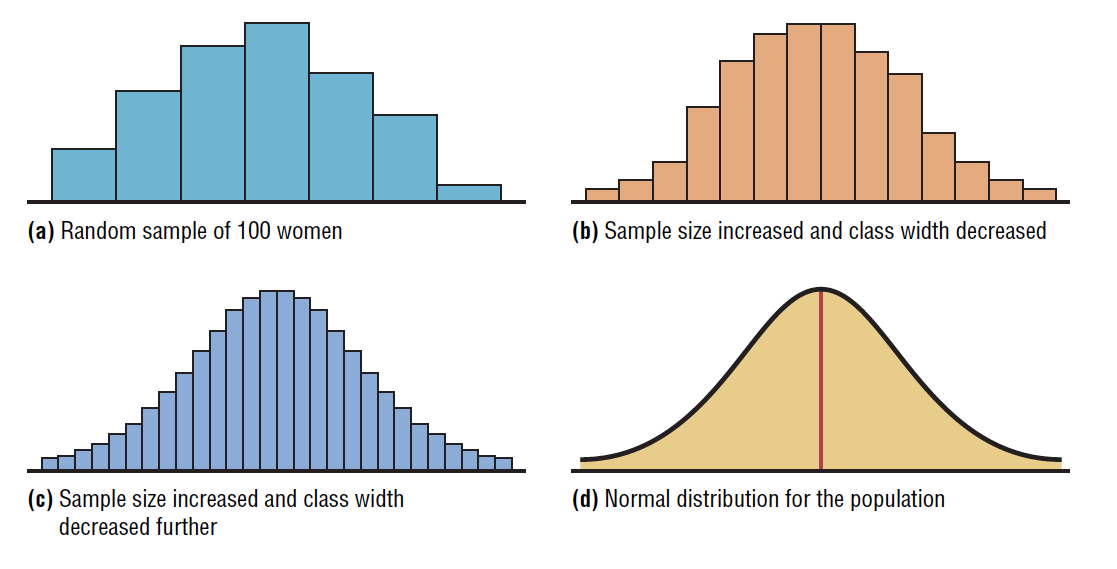 (a) Random sample of 100 women
(b) Sample size increased and class width decreased
(c) Sample size increased and class width
decreased further
(d) Normal distribution for the population